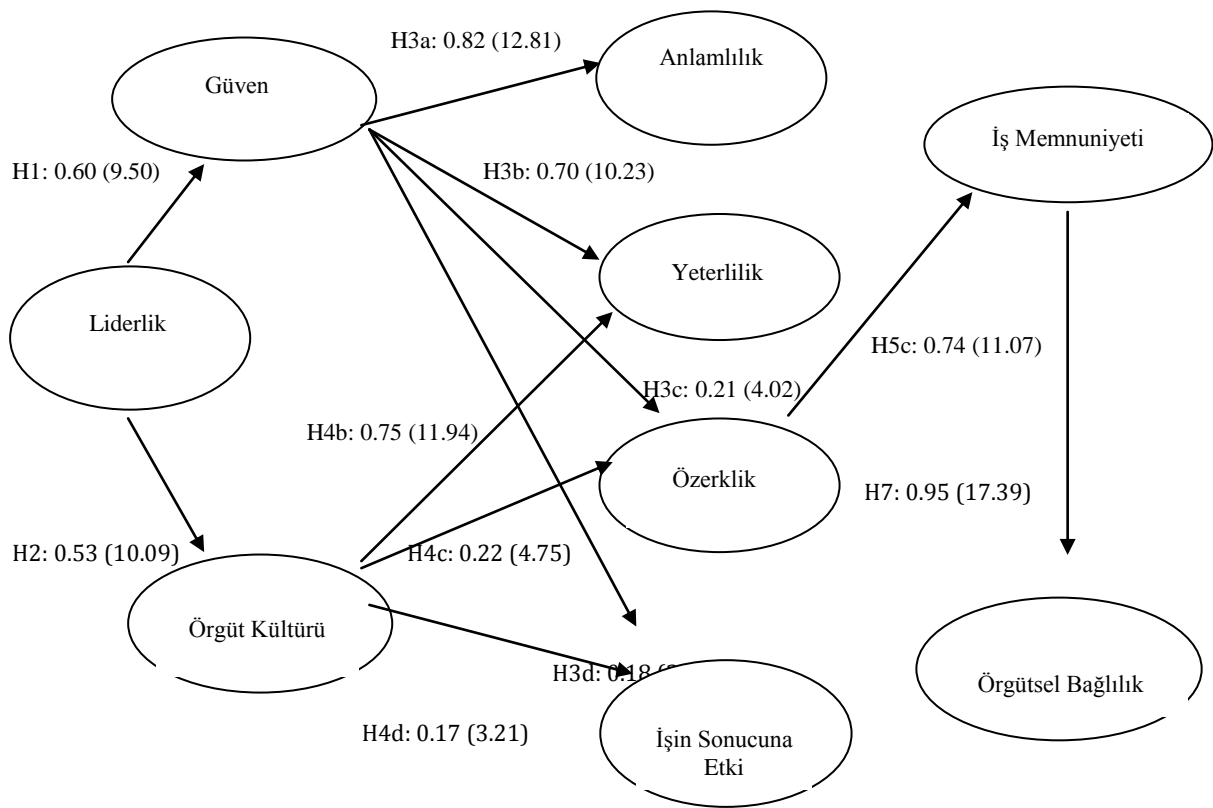 H3a: 0.82 (12.81)
Anlamlılık
Güven
İş Memnuniyeti
H1: 0.60 (9.50)
H3b: 0.70 (10.23)
Yeterlilik
Liderlik
H5c: 0.74 (11.07)
H3c: 0.21 (4.02)
H4b: 0.75 (11.94)
Özerklik
H7: 0.95 (17.39)
H2: 0.53 (10.09)
H4c: 0.22 (4.75)
Örgüt Kültürü
H3d: 0.18
Örgütsel Bağlılık
H4d: 0.17 (3.21)
İşin Sonucuna
Etki